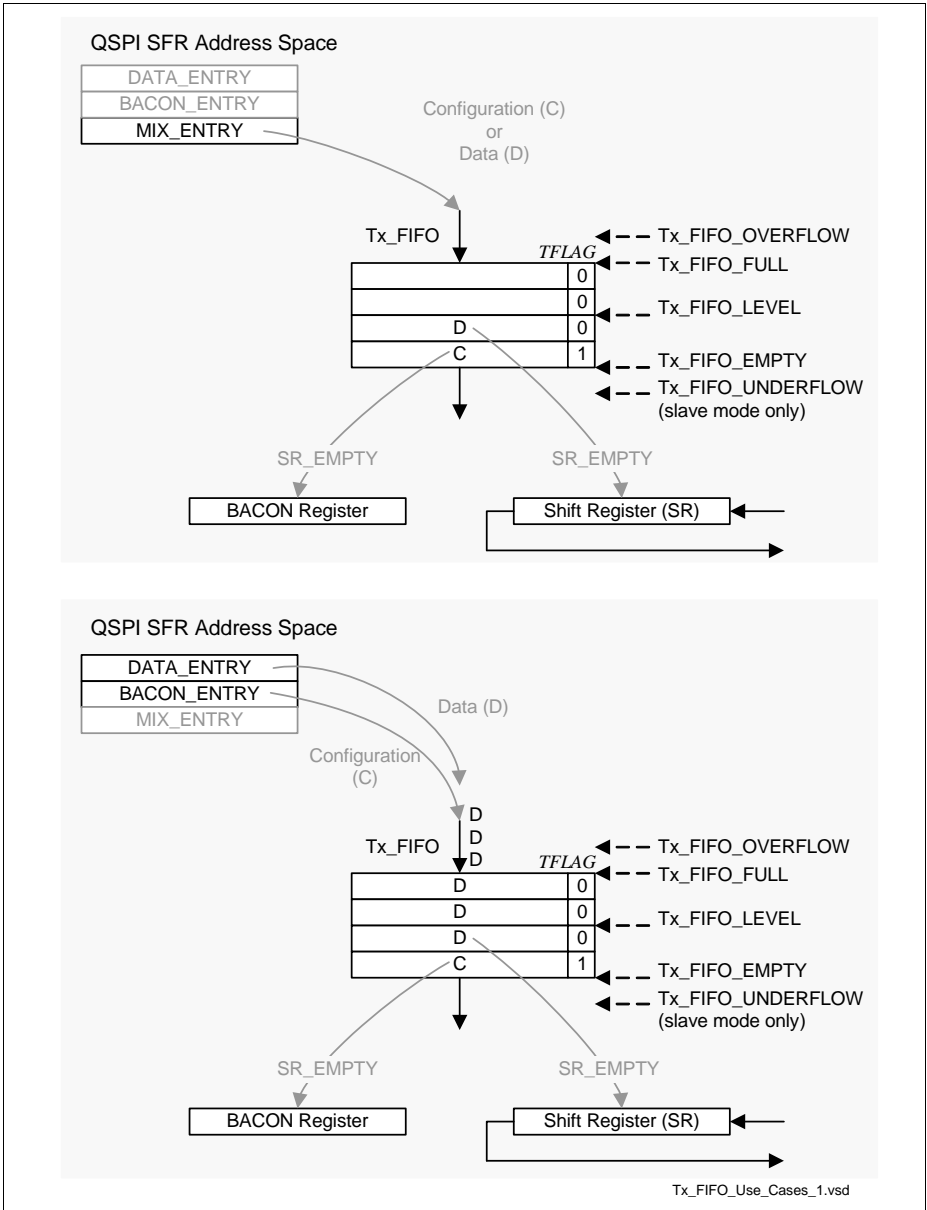 QSPI SFR Address Space
DATA_ENTRY
BACON_ENTRY
MIX_ENTRY
Configuration (C)
or
Data (D)
Tx_FIFO
TFLAG
Tx_FIFO_OVERFLOW
Tx_FIFO_FULL
0
0
Tx_FIFO_LEVEL
D 0
C 1
Tx_FIFO_EMPTY
Tx_FIFO_UNDERFLOW
(slave mode only)
SR_EMPTY
SR_EMPTY
BACON Register
Shift Register (SR)
QSPI SFR Address Space
DATA_ENTRY
BACON_ENTRY
MIX_ENTRY
Data (D)
Configuration
(C)
D
D
D
Tx_FIFO
TFLAG
Tx_FIFO_OVERFLOW
Tx_FIFO_FULL
D 0
D 0
Tx_FIFO_LEVEL
D 0
C 1
Tx_FIFO_EMPTY
Tx_FIFO_UNDERFLOW
(slave mode only)
SR_EMPTY
SR_EMPTY
BACON Register
Shift Register (SR)
Tx_FIFO_Use_Cases_1.vsd